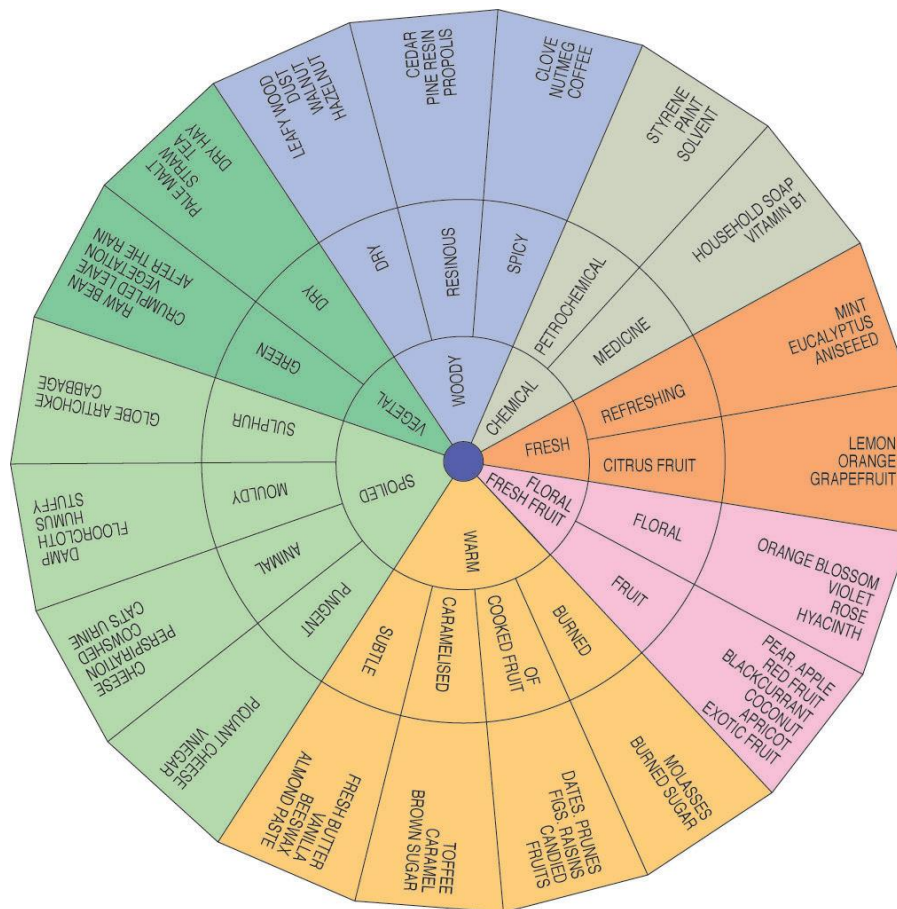 WOODY
DRY
LEAFY WOOD
DUST
WALNUT
HAZELNUT
RESINOUS
CEDAR
PINE RESIN
PROPOLIS
SPICY
CLOVE
NUTMEG
COFFEE
CHEMICAL
PETROCHEMICAL
STYRENE
PAINT
SOLVENT
MEDICINE
HOUSEHOLD SOAP
VITAMIN B1
FRESH
REFRESHING
MINT
EUCALYPTUS
ANISEEED
CITRUS FRUIT
LEMON
ORANGE
GRAPEFRUIT
FLORAL
FRESH FRUIT
FLORAL
ORANGE BLOSSOM
VIOLET
ROSE
HYACINTH
FRUIT
PEAR. APPLE
RED FRUIT
BLACKCURRANT
COCONUT
APRICOT
EXOTIC FRUIT
WARM
BURNED
MOLASSES
BURNED SUGAR
OF
COOKED FRUIT
DATES. PRUNES
FIGS. RAISINS
CANDIED
FRUITS
CARAMELISED
TOFFEE
CARAMEL
BROWN SUGAR
SUBTLE
FRESH BUTTER
VANILLA
BEESWAX
ALMOND PASTE
SPOILED
PUNGENT
PIQUANT CHEESE
VINEGAR
ANIMAL
CHEESE
PERSPIRATION
COWSHED
CAT'S URINE
MOULDY
DAMP
FLOORCLOTH
HUMUS
STUFFY
SULPHUR
GLOBE ARTICHOKE
CABBAGE
VEGETAL
GREEN
RAW BEAN
CRUMPLED LEAVE
VEGETATION
AFTER THE RAIN
DRY
PALE MALT
STRAW
TEA
DRY HAY